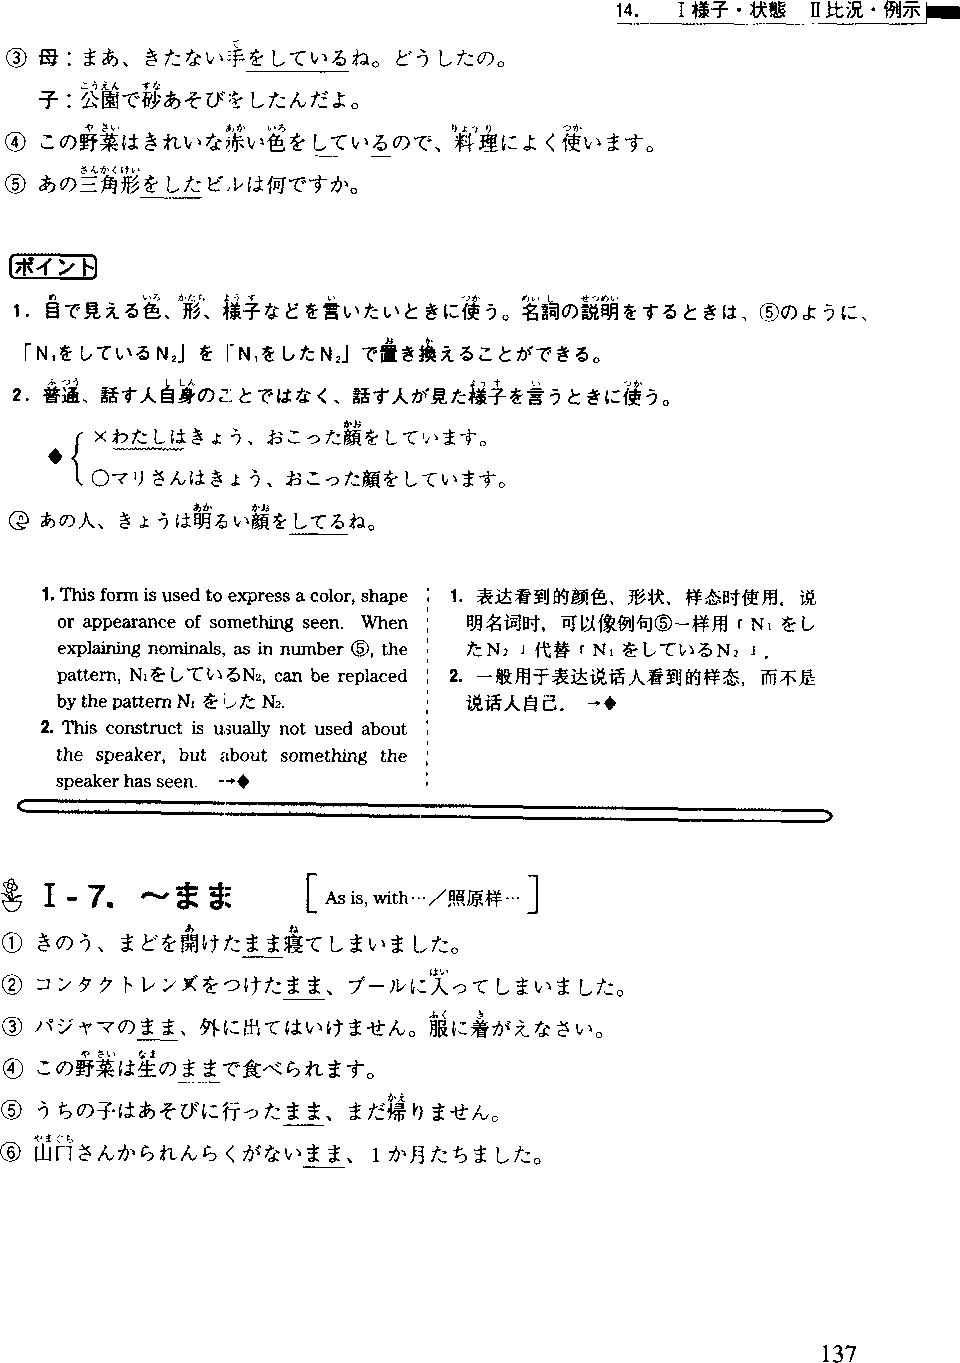 14.　Ⅰ様子・状態　Ⅱ比況・例示
③ 母：まあ、きたない手をしているね。どうしたの。
子：公園で砂あそびをしたんだよ。
④ この野菜はきれいな赤い色をしているので、料理によく使います。
⑤ あの三角形をしたビルは何ですか。
ポイント
1. 目で見える色、形、様子などを言いたいときに使う。名詞の説明をするときは、⑤のように、
「N₁をしているN₂」を「N₁をしたN₂」で置き換えることができる。
2. 普通、話す人自身のことではなく、話す人が見た様子を言うときに使う。
◆ ×わたしはきょう、おこった顔をしています。
○マリさんはきょう、おこった顔をしています。
あの人、きょうは明るい顔をしてるね。
1. This form is used to express a color, shape
or appearance of something seen. When
explaining nominals, as in number ⑤, the
pattern, N₁をしているN₂, can be replaced
by the pattern N₁ をした N₂.
2. This construct is usually not used about
the speaker, but about something the
speaker has seen. →◆
1. 表达看到的颜色、形状、样态时使用. 说
明名词时, 可以像例句⑤一样用「N₁ をし
たN₂」代替「N₁ をしているN₂」.
2. 一般用于表达说话人看到的样态, 而不是
说话人自己. →◆
Ⅰ-7. ～まま [As is, with…／照原样…]
① きのう、まどを開けたまま寝てしまいました。
② コンタクトレンズをつけたまま、プールに入ってしまいました。
③ パジャマのまま、外に出てはいけません。服に着がえなさい。
④ この野菜は生のままで食べられます。
⑤ うちの子はあそびに行ったまま、まだ帰りません。
⑥ 山口さんかられんらくがないまま、1か月たちました。
137